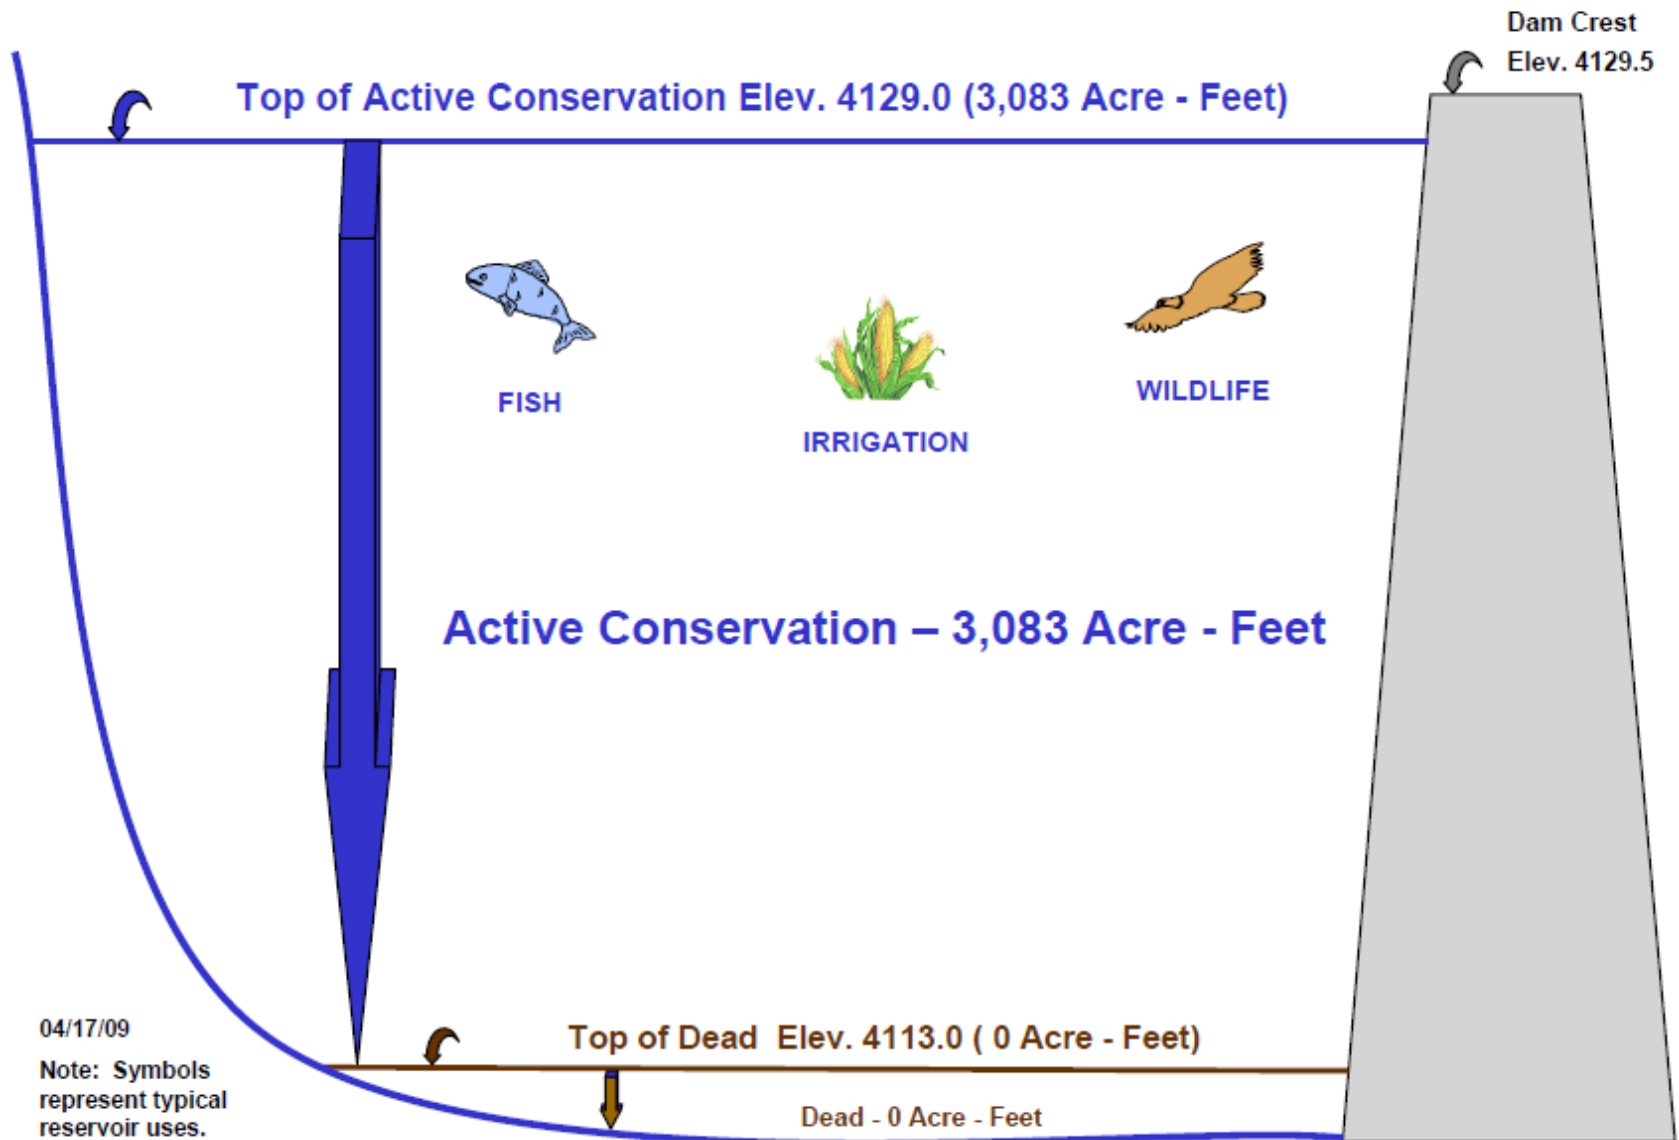 Dam Crest
Elev. 4129.5
Top of Active Conservation Elev. 4129.0 (3,083 Acre - Feet)
FISH
IRRIGATION
WILDLIFE
Active Conservation – 3,083 Acre - Feet
04/17/09
Note: Symbols
represent typical
reservoir uses.
Top of Dead Elev. 4113.0 ( 0 Acre - Feet)
Dead - 0 Acre - Feet